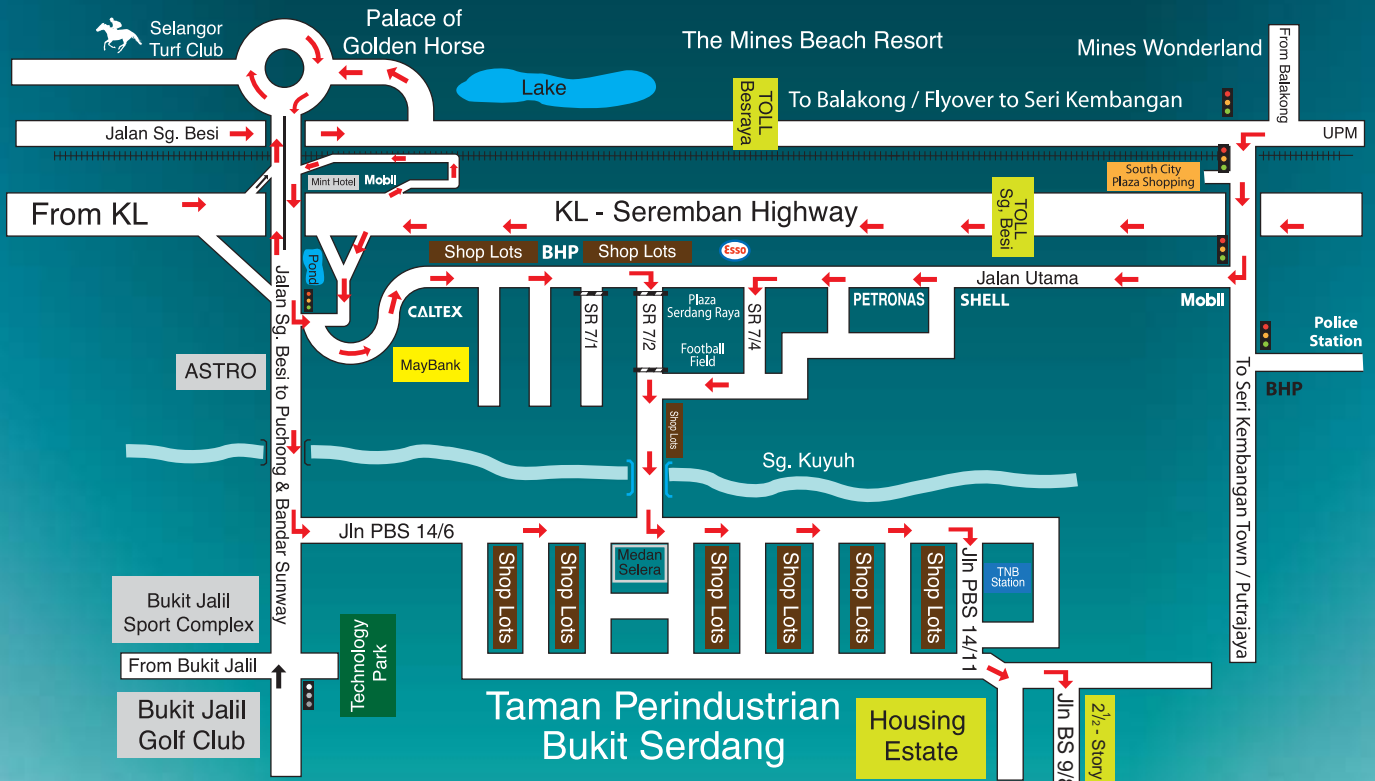 Selangor
Turf Club
Palace of
Golden Horse
The Mines Beach Resort
Mines Wonderland
From Balakong
Lake
TOLL
Besraya
To Balakong / Flyover to Seri Kembangan
Jalan Sg. Besi
UPM
Mint Hotel
Mobil
South City
Plaza Shopping
From KL
KL - Seremban Highway
TOLL
Sg, Besi
Shop Lots
BHP
Shop Lots
Esso
Pond
Jalan Utama
CALTEX
SR 7/1
SR 7/2
Plaza
Serdang Raya
Football
Field
SR 7/4
PETRONAS
SHELL
Mobil
Police
Station
BHP
ASTRO
MayBank
Jalan Sg. Besi to Puchong & Bandar Sunway
To Seri Kembangan Town / Putrajaya
Shop Lots
Sg. Kuyuh
Jln PBS 14/6
Shop Lots
Shop Lots
Medan
Selera
Shop Lots
Shop Lots
Shop Lots
Shop Lots
Jln PBS 14/11
TNB
Station
Bukit Jalil
Sport Complex
From Bukit Jalil
Technology
Park
Bukit Jalil
Golf Club
Taman Perindustrian
Bukit Serdang
Housing
Estate
Jln BS 9/
2½ - Story